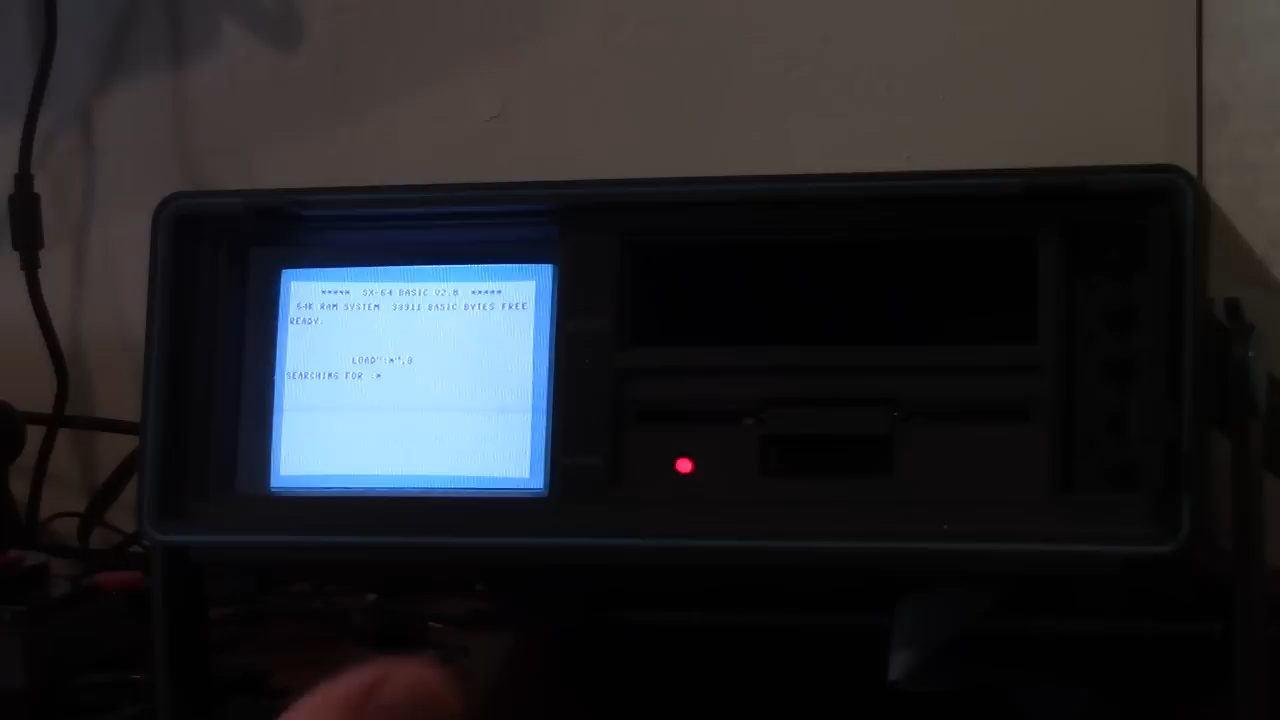 ***** SX-64 BASIC V2.0 *****
64K RAM SYSTEM 38911 BASIC BYTES FREE
READY.
LOAD":*",8
SEARCHING FOR :*